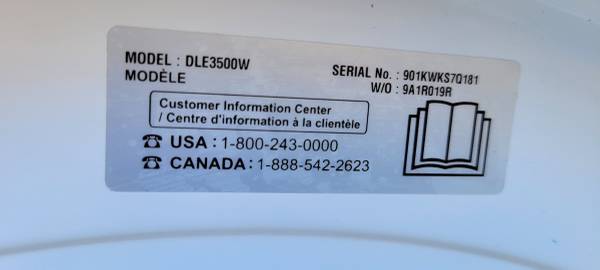 MODEL : DLE3500W
MODÈLE
SERIAL No. : 901KWKS7Q181
W/O : 9A1R019R
Customer Information Center
/ Centre d'information à la clientèle
☎ USA : 1-800-243-0000
☎ CANADA : 1-888-542-2623